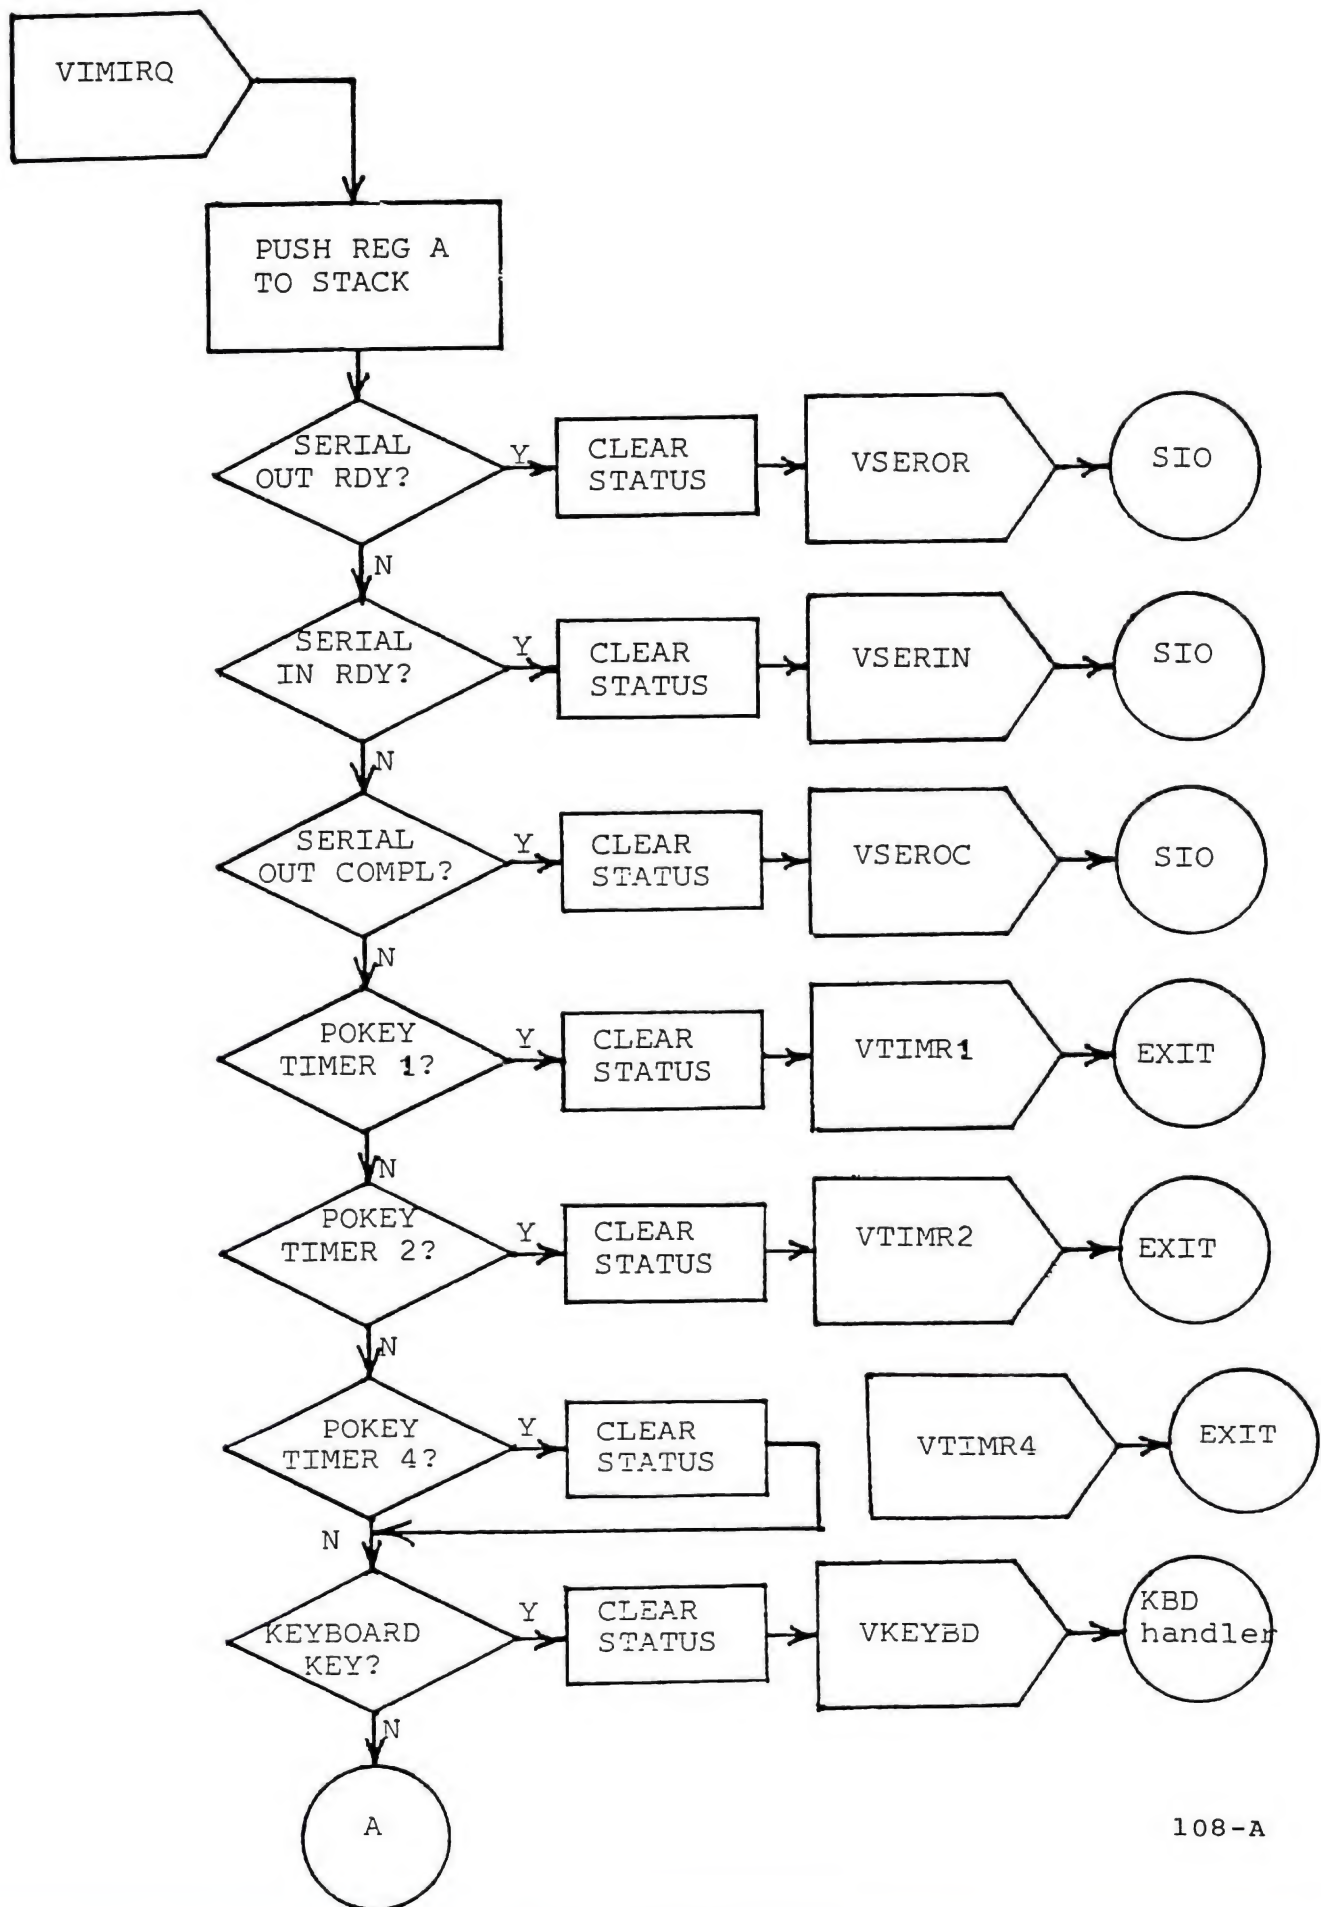 VIMIRQ
PUSH REG A
TO STACK
SERIAL
OUT RDY?
Y
CLEAR
STATUS
VSEROR
SIO
N
SERIAL
IN RDY?
Y
CLEAR
STATUS
VSERIN
SIO
N
SERIAL
OUT COMPL?
Y
CLEAR
STATUS
VSEROC
SIO
N
POKEY
TIMER 1?
Y
CLEAR
STATUS
VTIMR1
EXIT
N
POKEY
TIMER 2?
Y
CLEAR
STATUS
VTIMR2
EXIT
N
POKEY
TIMER 4?
Y
CLEAR
STATUS
VTIMR4
EXIT
N
KEYBOARD
KEY?
Y
CLEAR
STATUS
VKEYBD
KBD
handler
N
A
108-A